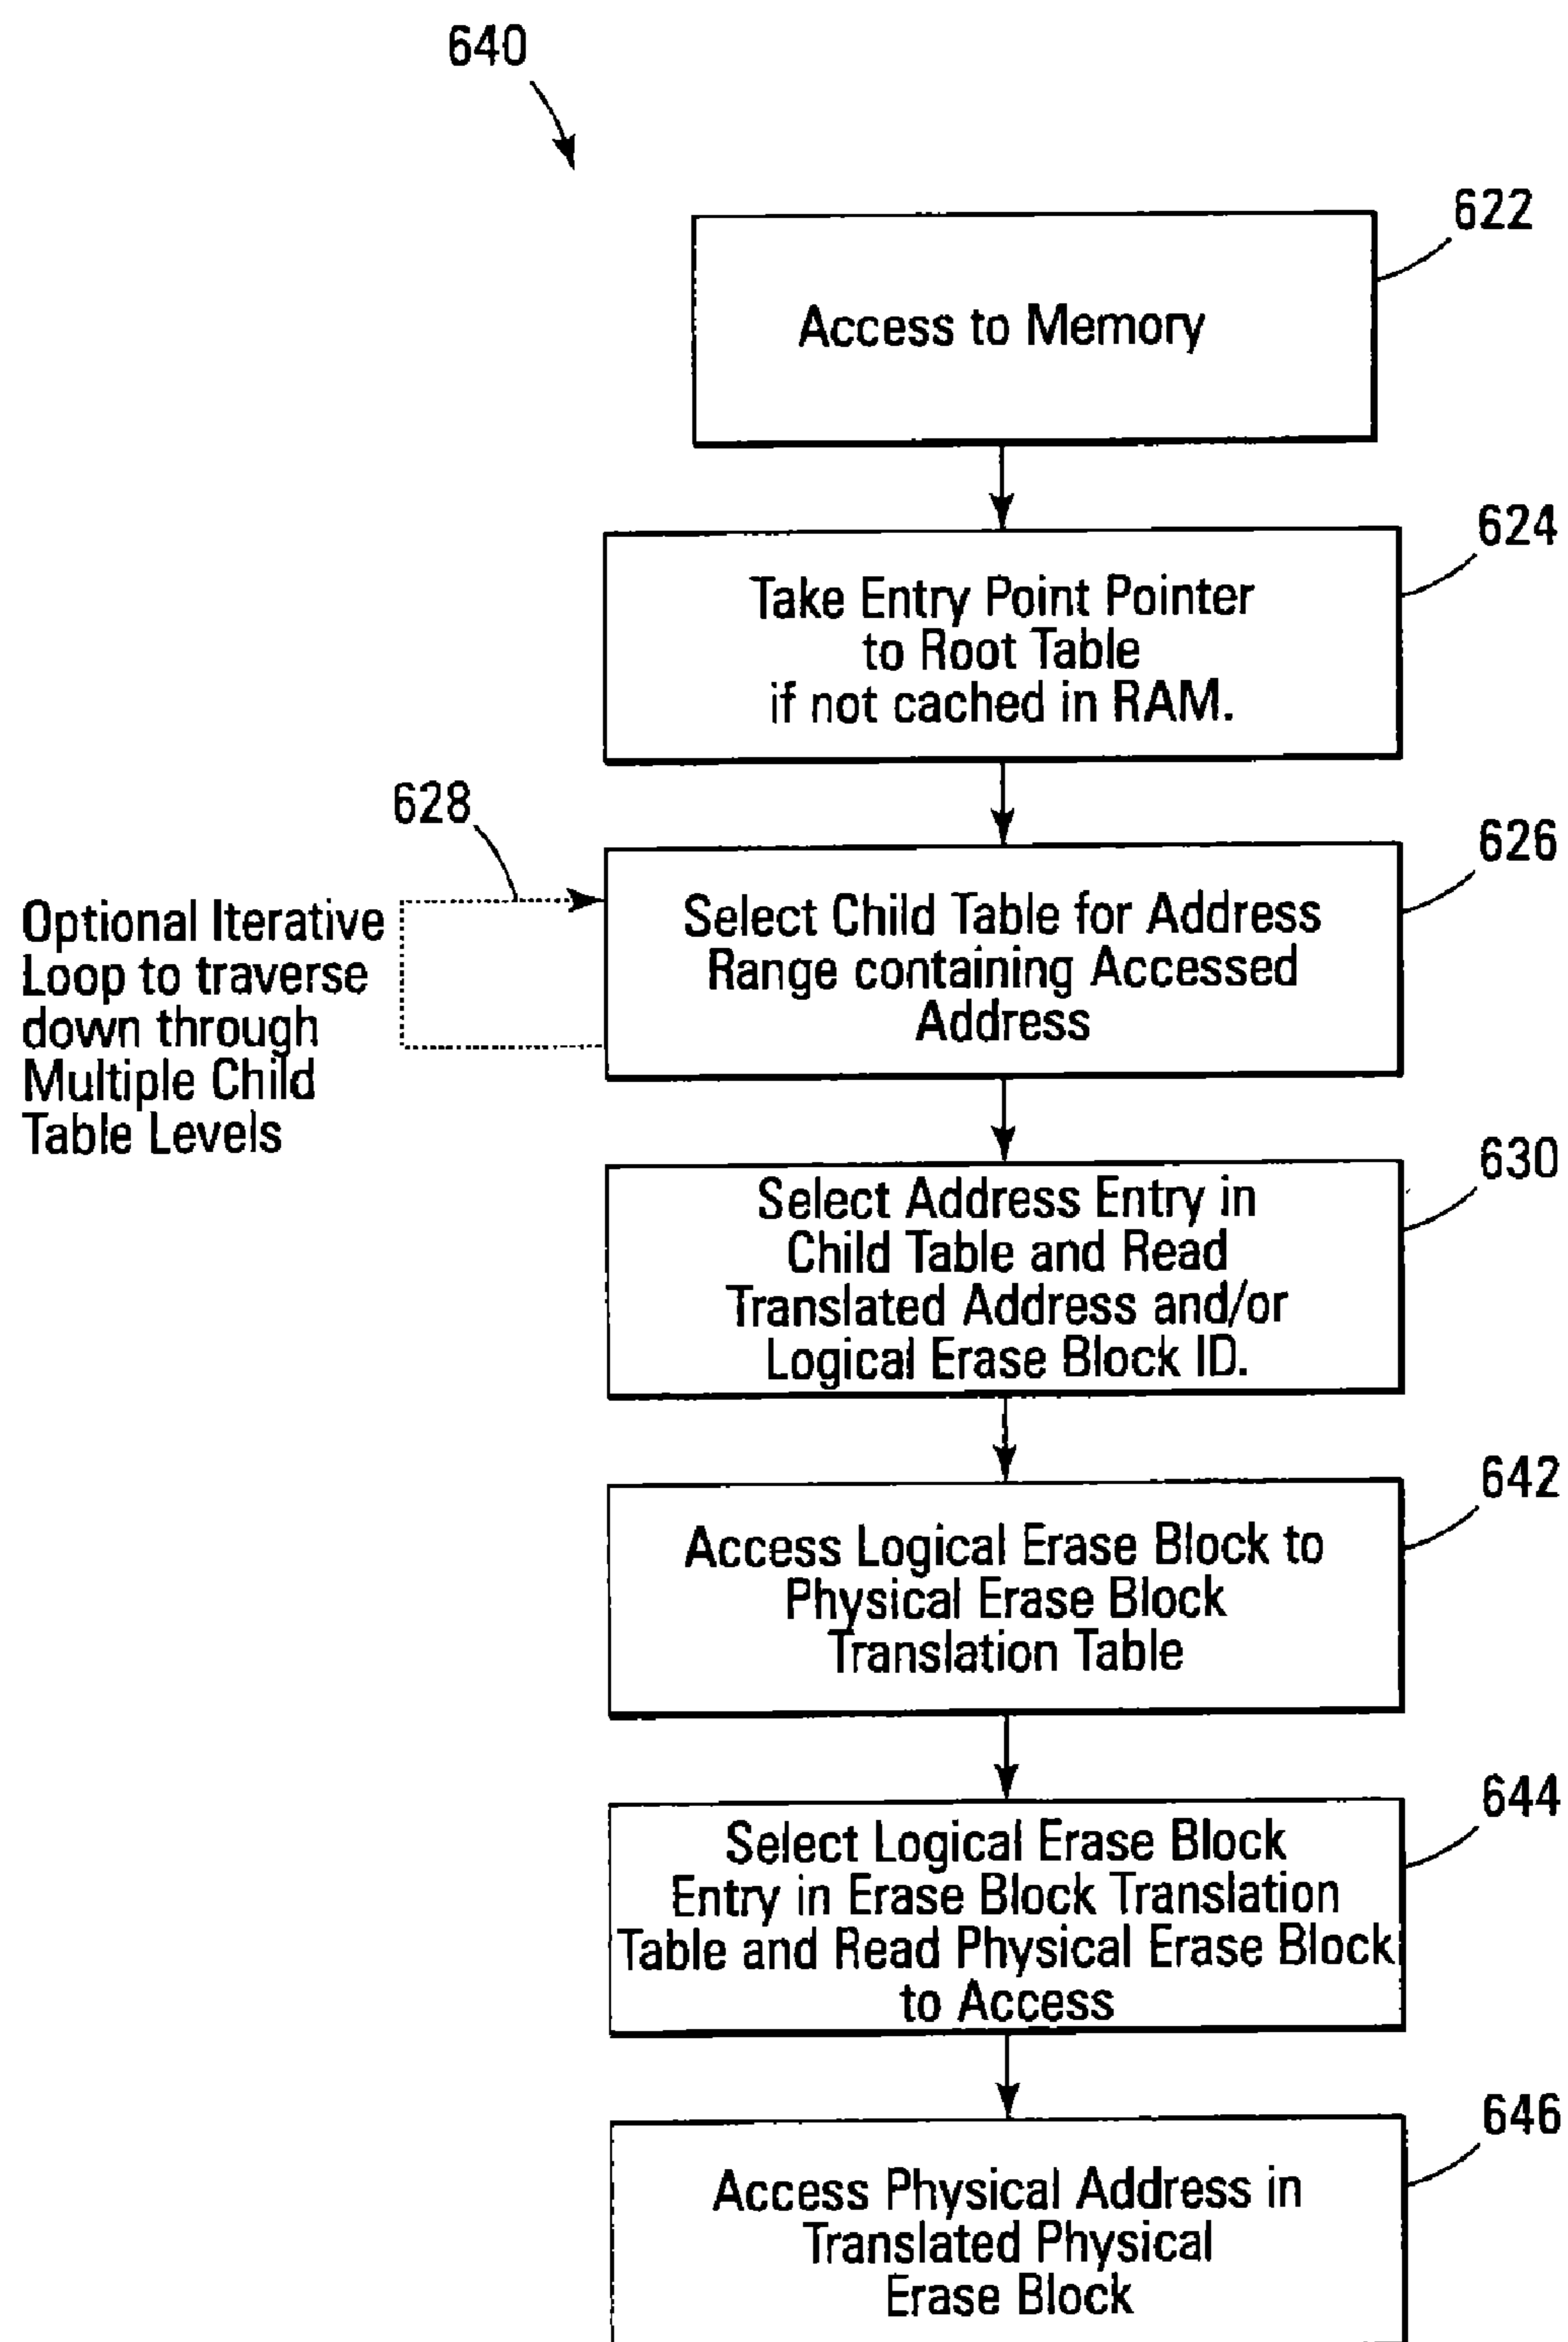 640
622
Access to Memory
624
Take Entry Point Pointer
to Root Table
if not cached in RAM.
628
626
Optional Iterative
Loop to traverse
down through
Multiple Child
Table Levels
Select Child Table for Address
Range containing Accessed
Address
630
Select Address Entry in
Child Table and Read
Translated Address and/or
Logical Erase Block ID.
642
Access Logical Erase Block to
Physical Erase Block
Translation Table
644
Select Logical Erase Block
Entry in Erase Block Translation
Table and Read Physical Erase Block
to Access
646
Access Physical Address in
Translated Physical
Erase Block